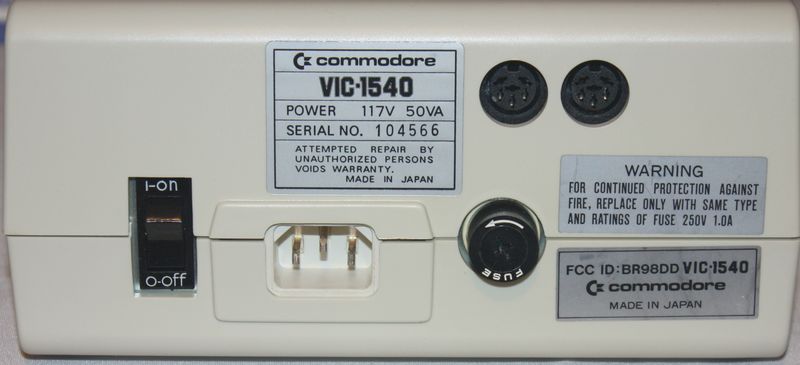 commodore
VIC-1540
POWER 117V 50VA
SERIAL NO. 104566
ATTEMPTED REPAIR BY
UNAUTHORIZED PERSONS
VOIDS WARRANTY.
MADE IN JAPAN
WARNING
FOR CONTINUED PROTECTION AGAINST
FIRE, REPLACE ONLY WITH SAME TYPE
AND RATINGS OF FUSE 250V 1.0A
I-on
o-off
FUSE
FCC ID:BR98DD VIC-1540
commodore
MADE IN JAPAN